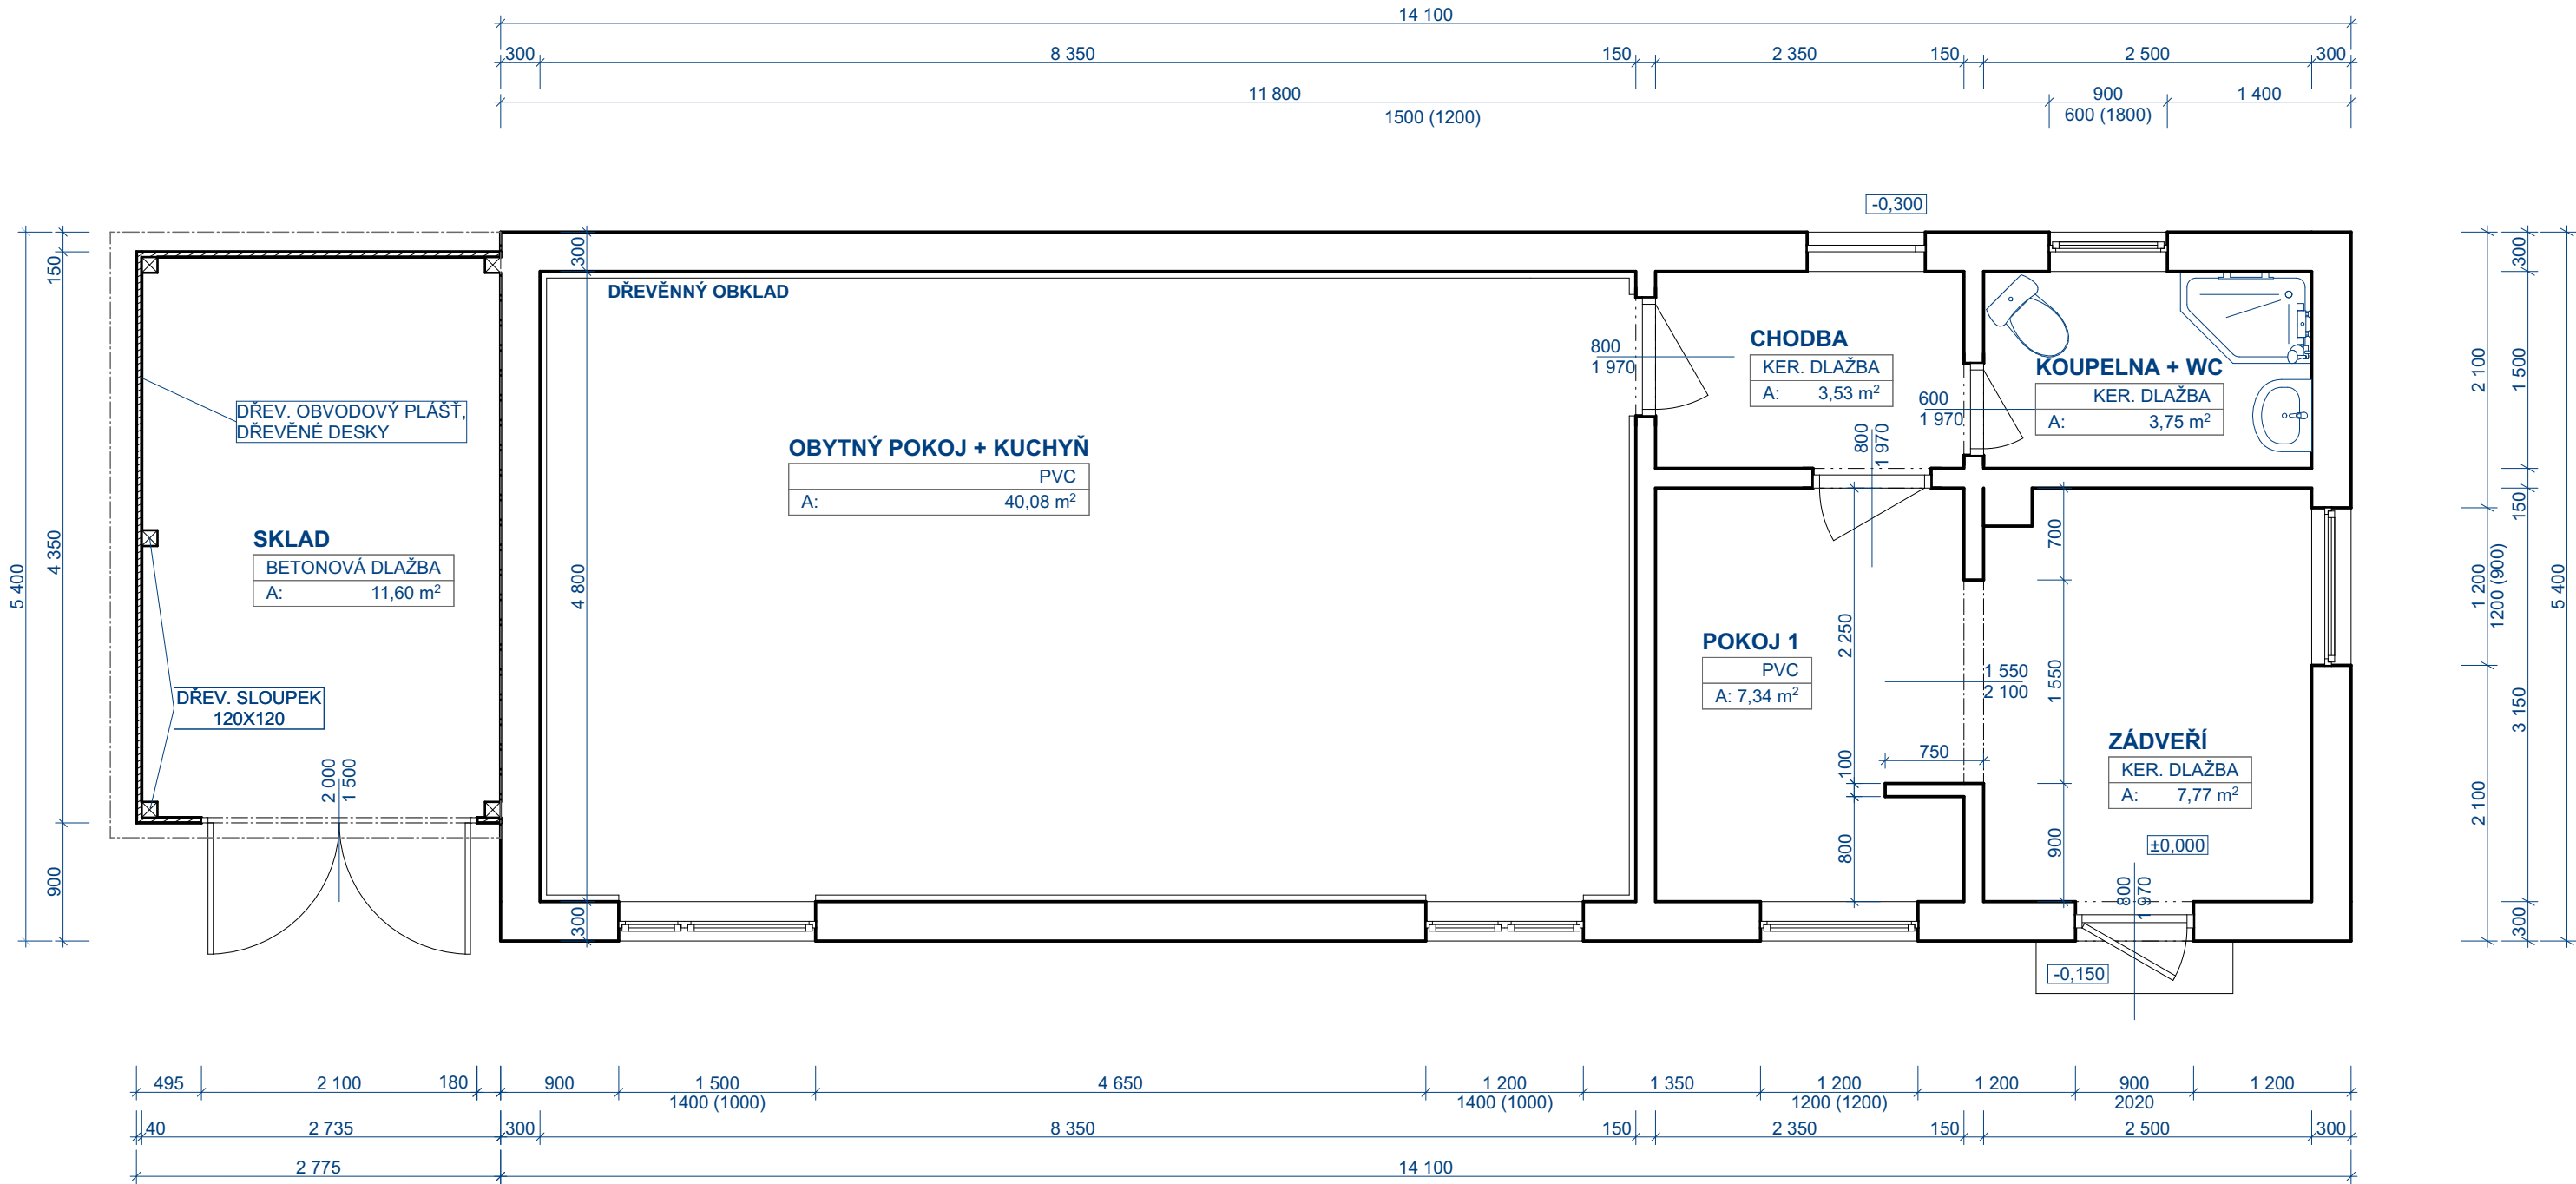 14 100
300 8 350 150 2 350 150 2 500 300
11 800 900 1 400
1500 (1200) 600 (1800)
-0,300
5 400
150
4 350
900
300
4 800
300
DŘEVĚNNÝ OBKLAD
DŘEV. OBVODOVÝ PLÁŠŤ,
DŘEVĚNÉ DESKY
SKLAD
BETONOVÁ DLAŽBA
A: 11,60 m²
DŘEV. SLOUPEK
120X120
2 000
1 500
OBYTNÝ POKOJ + KUCHYŇ
PVC
A: 40,08 m²
800
1 970
CHODBA
KER. DLAŽBA
A: 3,53 m²
800
1 970
600
1 970
KOUPELNA + WC
KER. DLAŽBA
A: 3,75 m²
POKOJ 1
PVC
A: 7,34 m²
2 250
100
800
750
700
1 550
900
1 550
2 100
ZÁDVEŘÍ
KER. DLAŽBA
A: 7,77 m²
±0,000
800
1 970
-0,150
2 100
1 200
1200 (900)
2 100
300
1 500
150
3 150
300
5 400
495 2 100 180 900 1 500 4 650 1 200 1 350 1 200 1 200 900 1 200
1400 (1000) 1400 (1000) 1200 (1200) 2020
40 2 735 300 8 350 150 2 350 150 2 500 300
2 775 14 100